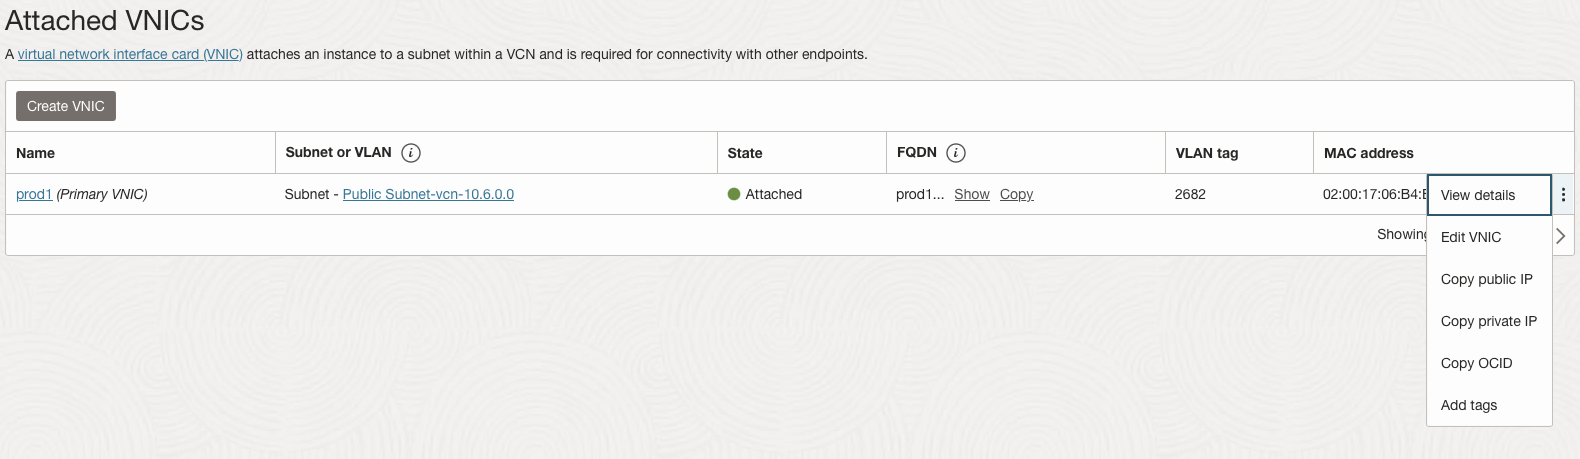 Attached VNICs
A virtual network interface card (VNIC) attaches an instance to a subnet within a VCN and is required for connectivity with other endpoints.
Create VNIC
Name Subnet or VLAN State FQDN VLAN tag MAC address
prod1 (Primary VNIC) Subnet - Public Subnet-vcn-10.6.0.0 Attached prod1... Show Copy 2682 02:00:17:06:B4: View details
Showing
Edit VNIC
Copy public IP
Copy private IP
Copy OCID
Add tags